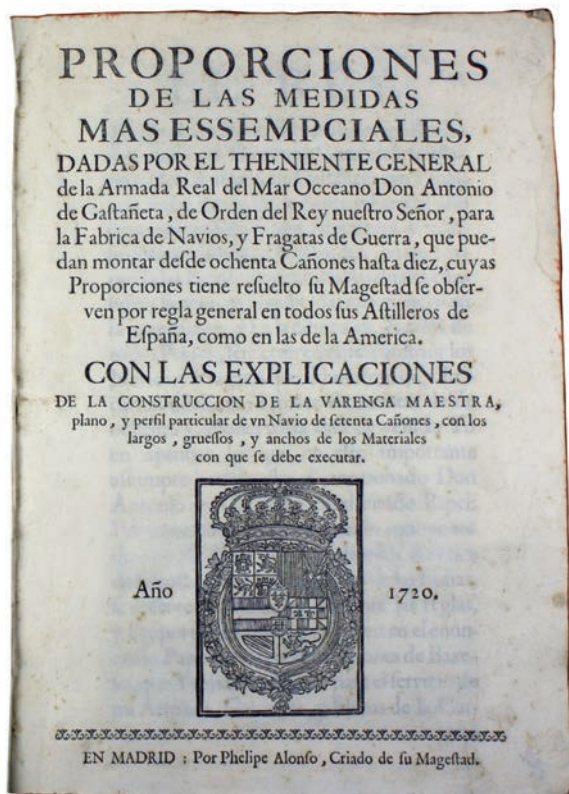 PROPORCIONES
DE LAS MEDIDAS
MAS ESSEMPCIALES,
DADAS POR EL THENIENTE GENERAL
de la Armada Real del Mar Occeano Don Antonio
de Gaſtañeta, de Orden del Rey nueſtro Señor, para
la Fabrica de Navios, y Fragatas de Guerra, que pue-
dan montar deſde ochenta Cañones haſta diez, cuyas
Proporciones tiene reſuelto ſu Mageſtad ſe obſer-
ven por regla general en todos ſus Aſtilleros de
Eſpaña, como en las de la America.
CON LAS EXPLICACIONES
DE LA CONSTRUCCION DE LA VARENGA MAESTRA,
plano, y perfil particular de vn Navio de ſetenta Cañones, con los
largos, grueſſos, y anchos de los Materiales
con que ſe debe executar.
Año 1720.
EN MADRID: Por Phelipe Alonſo, Criado de ſu Mageſtad.